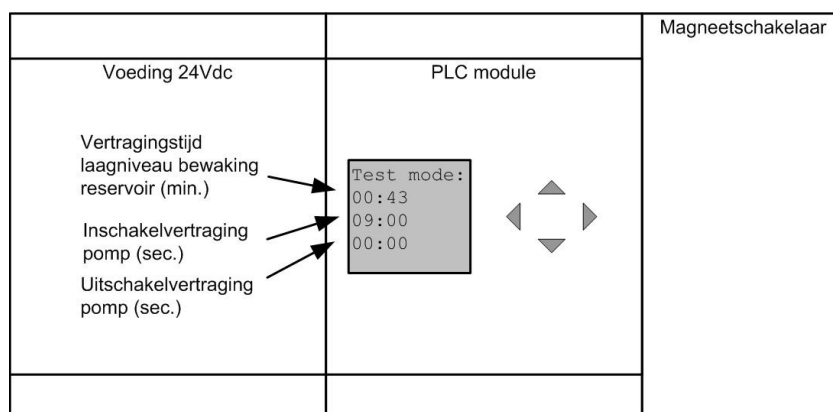 Magneetschakelaar
Voeding 24Vdc
PLC module
Vertragingstijd
laagniveau bewaking
reservoir (min.)
Inschakelvertraging
pomp (sec.)
Uitschakelvertraging
pomp (sec.)
Test mode:
00:43
09:00
00:00